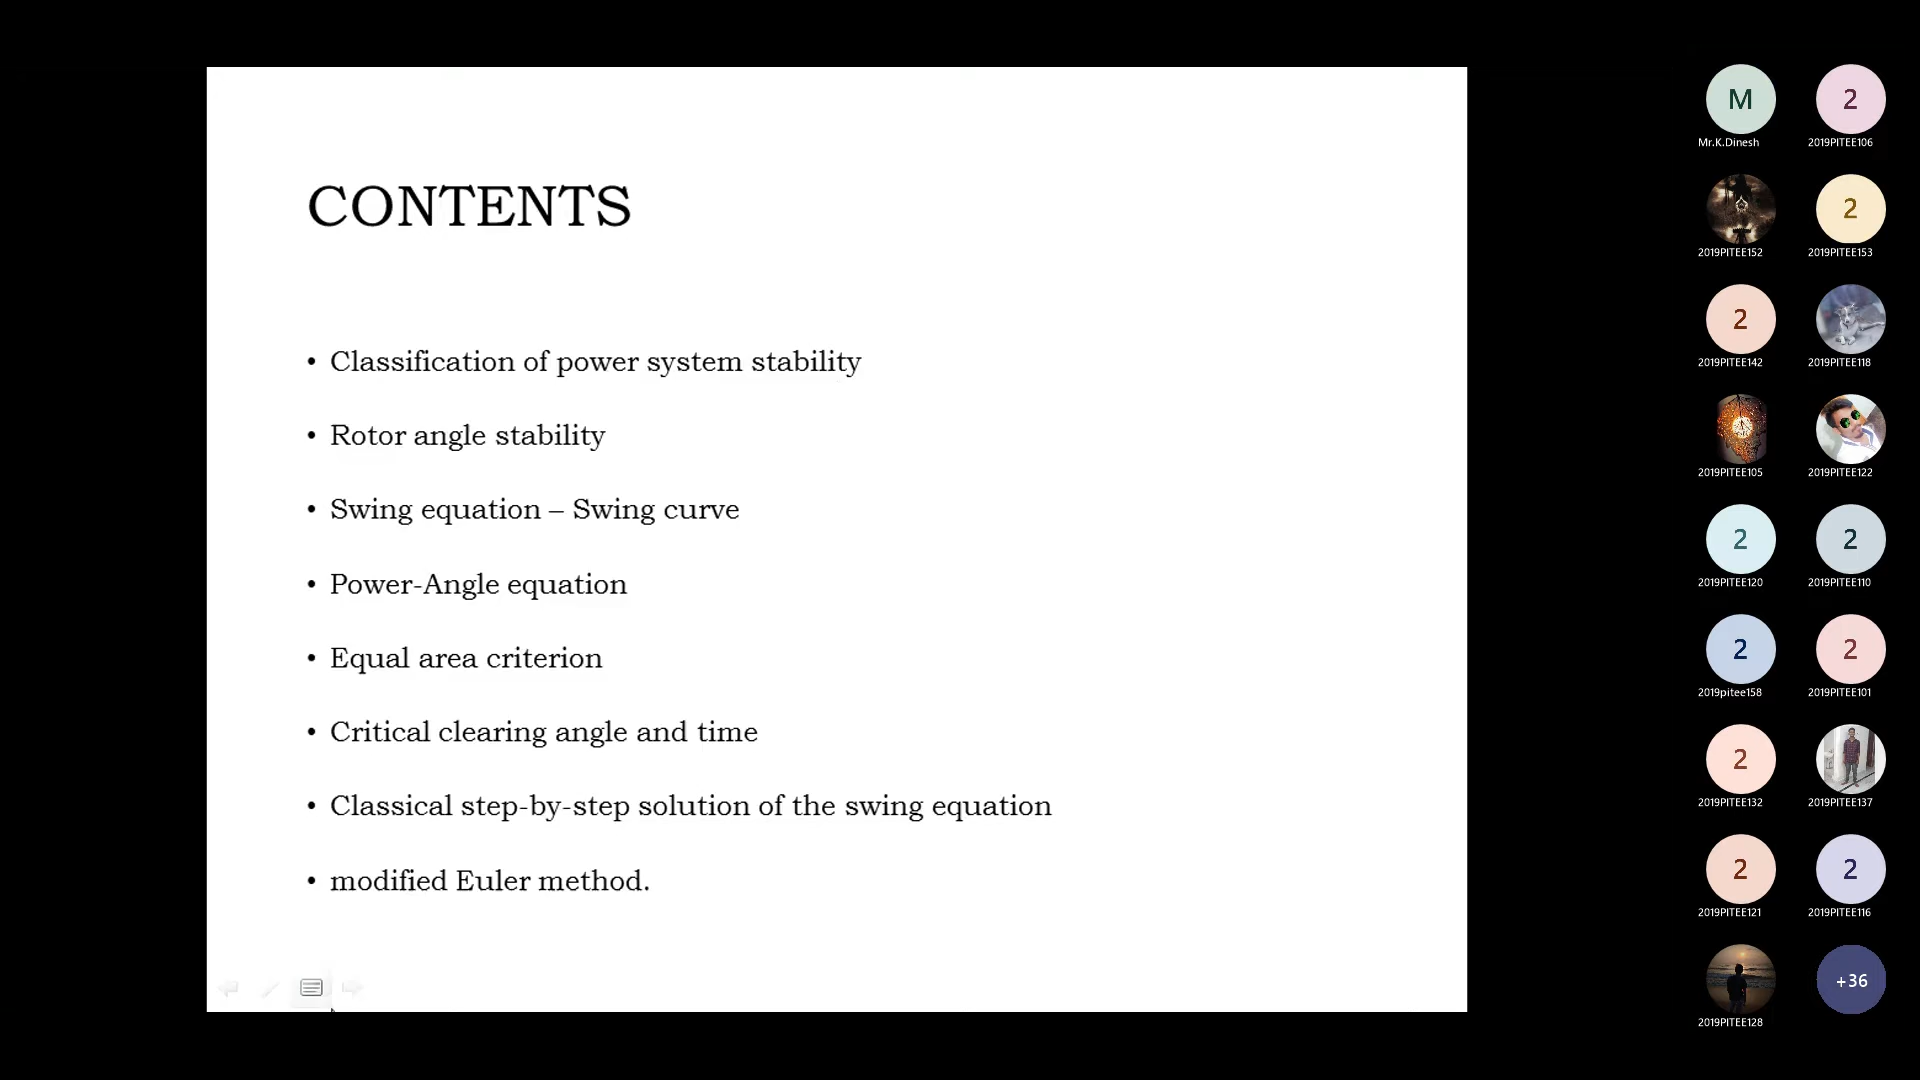 CONTENTS
• Classification of power system stability
• Rotor angle stability
• Swing equation – Swing curve
• Power-Angle equation
• Equal area criterion
• Critical clearing angle and time
• Classical step-by-step solution of the swing equation
• modified Euler method.
M
Mr.K.Dinesh
2
2019PITEE106
2019PITEE152
2
2019PITEE153
2
2019PITEE142
2019PITEE118
2019PITEE105
2019PITEE122
2
2019PITEE120
2
2019PITEE110
2
2019pitee158
2
2019PITEE101
2
2019PITEE132
2019PITEE137
2
2019PITEE121
2
2019PITEE116
2019PITEE128
+36